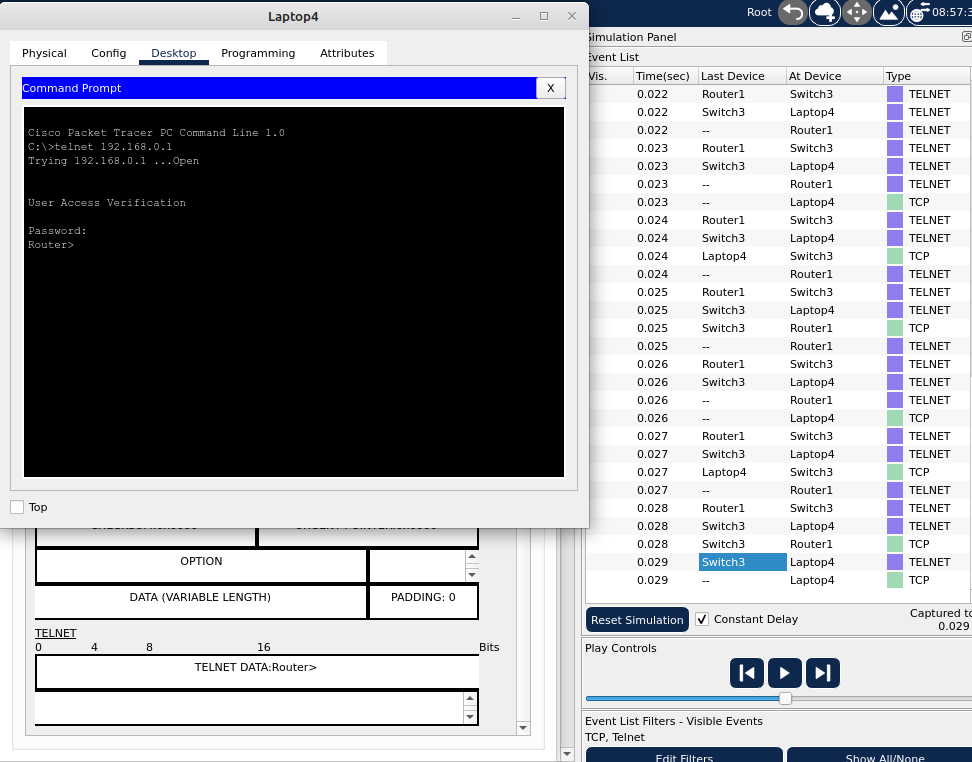 Laptop4
Root
08:57:3
Physical Config Desktop Programming Attributes
Command Prompt X
Cisco Packet Tracer PC Command Line 1.0
C:\>telnet 192.168.0.1
Trying 192.168.0.1 ...Open
User Access Verification
Password:
Router>
Top
OPTION
DATA (VARIABLE LENGTH) PADDING: 0
TELNET
0 4 8 16 Bits
TELNET DATA:Router>
Simulation Panel
Event List
Vis. Time(sec) Last Device At Device Type
0.022 Router1 Switch3 TELNET
0.022 Switch3 Laptop4 TELNET
0.022 -- Router1 TELNET
0.023 Router1 Switch3 TELNET
0.023 Switch3 Laptop4 TELNET
0.023 -- Router1 TELNET
0.023 -- Laptop4 TCP
0.024 Router1 Switch3 TELNET
0.024 Switch3 Laptop4 TELNET
0.024 Laptop4 Switch3 TCP
0.024 -- Router1 TELNET
0.025 Router1 Switch3 TELNET
0.025 Switch3 Laptop4 TELNET
0.025 Switch3 Router1 TCP
0.025 -- Router1 TELNET
0.026 Router1 Switch3 TELNET
0.026 Switch3 Laptop4 TELNET
0.026 -- Router1 TELNET
0.026 -- Laptop4 TCP
0.027 Router1 Switch3 TELNET
0.027 Switch3 Laptop4 TELNET
0.027 Laptop4 Switch3 TCP
0.027 -- Router1 TELNET
0.028 Router1 Switch3 TELNET
0.028 Switch3 Laptop4 TELNET
0.028 Switch3 Router1 TCP
0.029 Switch3 Laptop4 TELNET
0.029 -- Laptop4 TCP
Reset Simulation Constant Delay Captured to
0.029
Play Controls
Event List Filters - Visible Events
TCP, Telnet
Edit Filters Show All/None